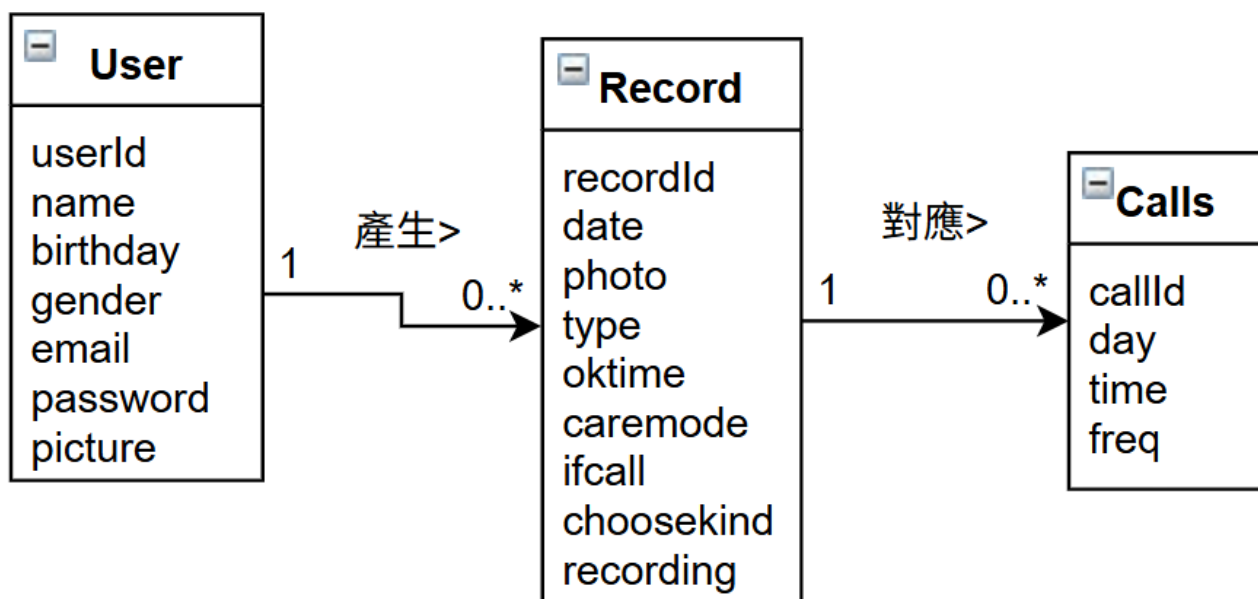 User
userId
name
birthday
gender
email
password
picture
產生>
1
0..*
Record
recordId
date
photo
type
oktime
caremode
ifcall
choosekind
recording
對應>
1
0..*
Calls
callId
day
time
freq